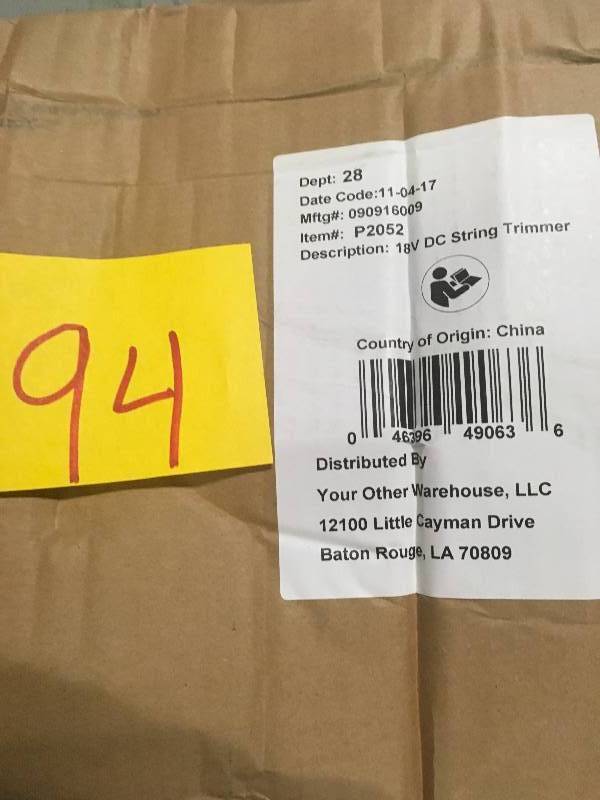 Dept: 28
Date Code:11-04-17
Mftg#: 090916009
Item#: P2052
Description: 18V DC String Trimmer
94
Country of Origin: China
0 46396 49063 6
Distributed By
Your Other Warehouse, LLC
12100 Little Cayman Drive
Baton Rouge, LA 70809